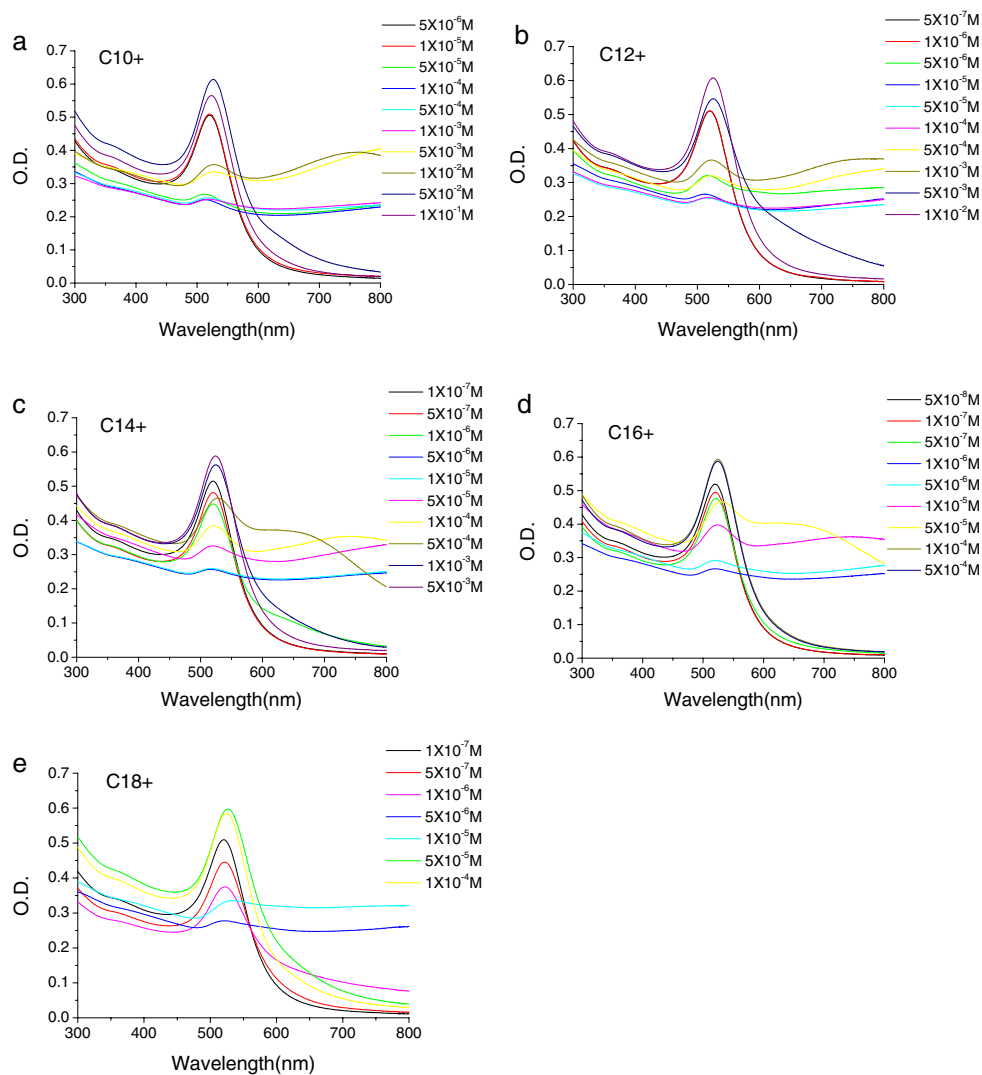 a
C10+
O.D.
0.7
0.6
0.5
0.4
0.3
0.2
0.1
0.0
300 400 500 600 700 800
Wavelength(nm)
5X10⁻⁶M
1X10⁻⁵M
5X10⁻⁵M
1X10⁻⁴M
5X10⁻⁴M
1X10⁻³M
5X10⁻³M
1X10⁻²M
5X10⁻²M
1X10⁻¹M
b
C12+
O.D.
0.7
0.6
0.5
0.4
0.3
0.2
0.1
0.0
300 400 500 600 700 800
Wavelength(nm)
5X10⁻⁷M
1X10⁻⁶M
5X10⁻⁶M
1X10⁻⁵M
5X10⁻⁵M
1X10⁻⁴M
5X10⁻⁴M
1X10⁻³M
5X10⁻³M
1X10⁻²M
c
C14+
O.D.
0.7
0.6
0.5
0.4
0.3
0.2
0.1
0.0
300 400 500 600 700 800
Wavelength(nm)
1X10⁻⁷M
5X10⁻⁷M
1X10⁻⁶M
5X10⁻⁶M
1X10⁻⁵M
5X10⁻⁵M
1X10⁻⁴M
5X10⁻⁴M
1X10⁻³M
5X10⁻³M
d
C16+
O.D.
0.7
0.6
0.5
0.4
0.3
0.2
0.1
0.0
300 400 500 600 700 800
Wavelength(nm)
5X10⁻⁸M
1X10⁻⁷M
5X10⁻⁷M
1X10⁻⁶M
5X10⁻⁶M
1X10⁻⁵M
5X10⁻⁵M
1X10⁻⁴M
5X10⁻⁴M
e
C18+
O.D.
0.7
0.6
0.5
0.4
0.3
0.2
0.1
0.0
300 400 500 600 700 800
Wavelength(nm)
1X10⁻⁷M
5X10⁻⁷M
1X10⁻⁶M
5X10⁻⁶M
1X10⁻⁵M
5X10⁻⁵M
1X10⁻⁴M